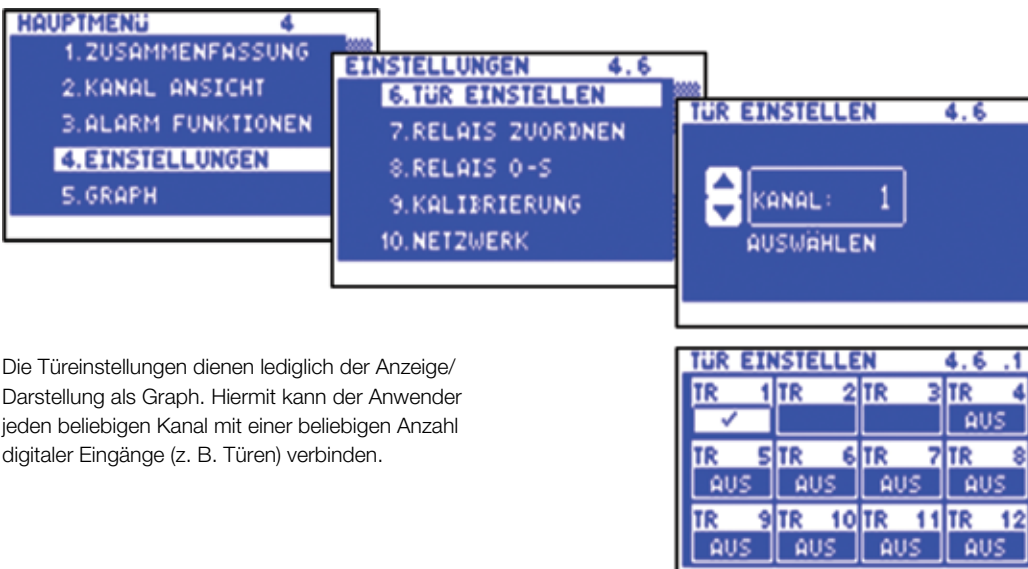 HAUPTMENÜ 4
1.ZUSAMMENFASSUNG
2.KANAL ANSICHT
3.ALARM FUNKTIONEN
4.EINSTELLUNGEN
5.GRAPH
EINSTELLUNGEN 4.6
6.TÜR EINSTELLEN
7.RELAIS ZUORDNEN
8.RELAIS O-S
9.KALIBRIERUNG
10.NETZWERK
TÜR EINSTELLEN 4.6
KANAL: 1
AUSWÄHLEN
Die Türeinstellungen dienen lediglich der Anzeige/
Darstellung als Graph. Hiermit kann der Anwender
jeden beliebigen Kanal mit einer beliebigen Anzahl
digitaler Eingänge (z. B. Türen) verbinden.
TÜR EINSTELLEN 4.6 .1
TR 1 TR 2 TR 3 TR 4
✓ AUS
TR 5 TR 6 TR 7 TR 8
AUS AUS AUS AUS
TR 9 TR 10 TR 11 TR 12
AUS AUS AUS AUS